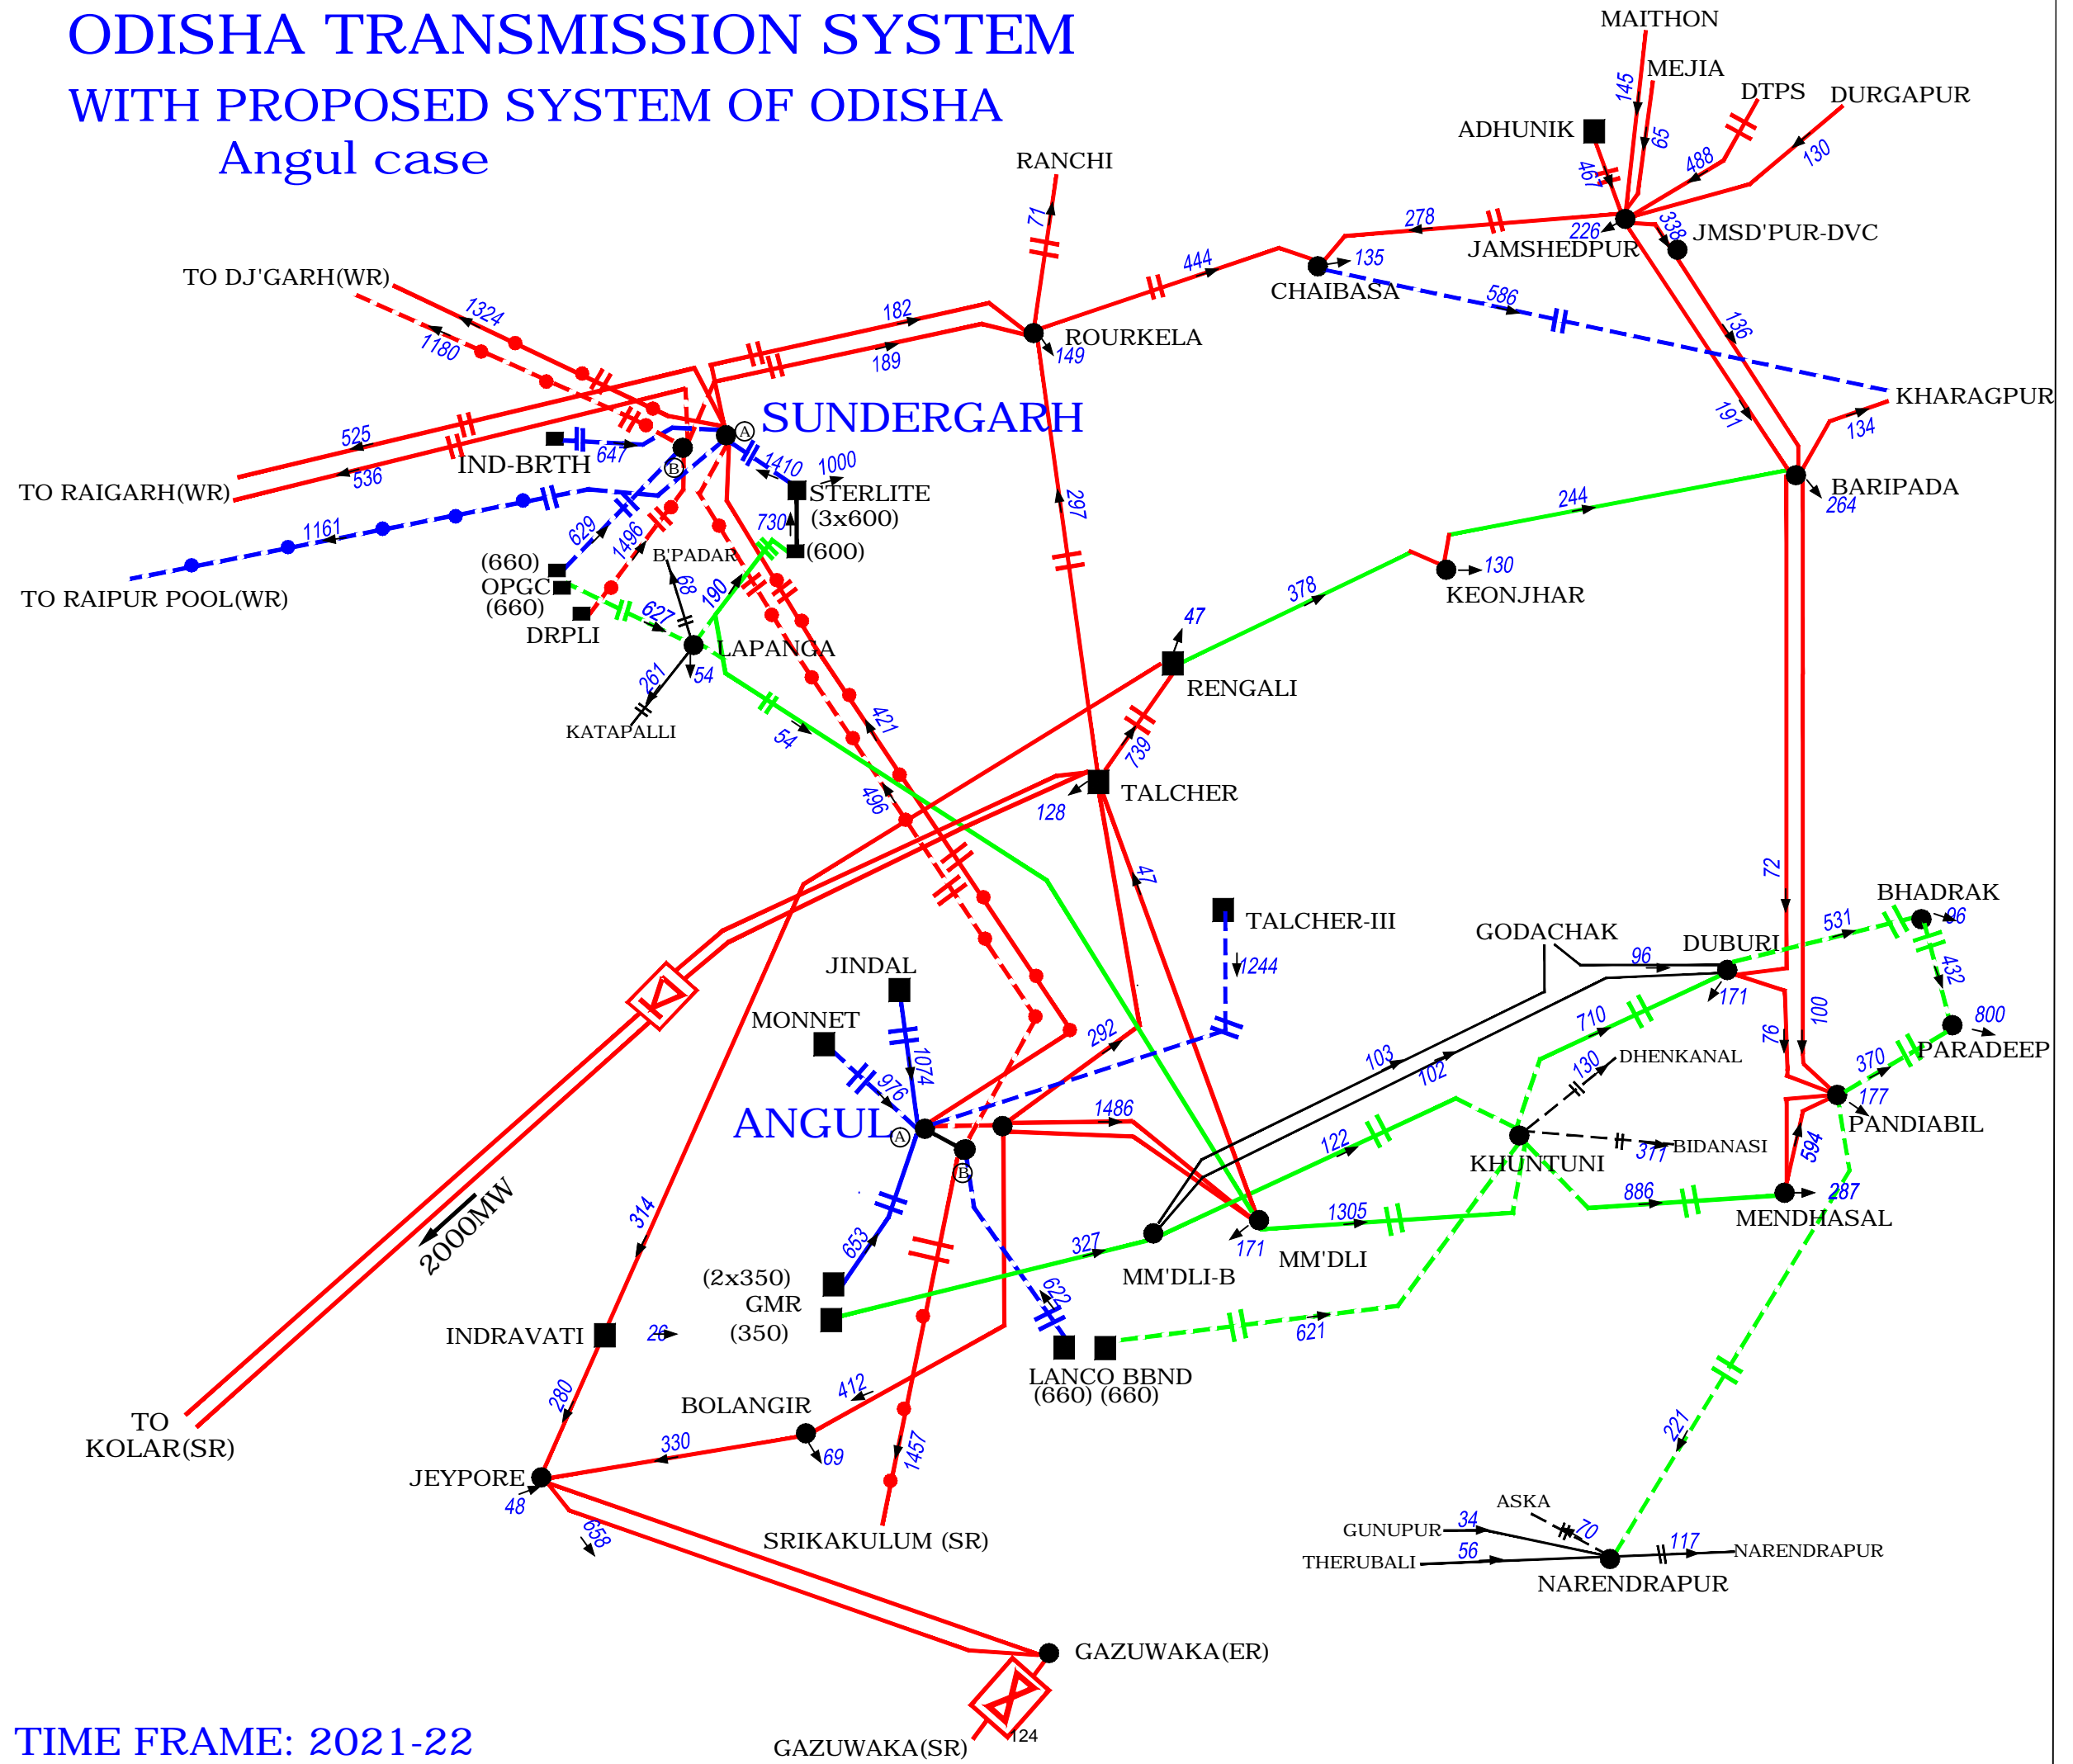 ODISHA TRANSMISSION SYSTEM
WITH PROPOSED SYSTEM OF ODISHA
Angul case
MAITHON
145
MEJIA
65
DTPS
488
DURGAPUR
130
ADHUNIK
467
RANCHI
71
278
226
JAMSHEDPUR
338
JMSD'PUR-DVC
444
135
CHAIBASA
586
136
TO DJ'GARH(WR)
1324
1180
182
189
ROURKELA
149
KHARAGPUR
191
134
SUNDERGARH
A
B
525
536
TO RAIGARH(WR)
IND-BRTH
647
1410
1000
STERLITE
(3x600)
730
(600)
BARIPADA
264
244
297
1161
TO RAIPUR POOL(WR)
629
1496
(660)
OPGC
(660)
DRPLI
B'PADAR
68
190
627
LAPANGA
54
261
KATAPALLI
54
378
130
KEONJHAR
47
RENGALI
421
496
739
TALCHER
128
47
72
TALCHER-III
1244
BHADRAK
96
531
432
GODACHAK
96
DUBURI
171
JINDAL
1074
MONNET
976
292
103
102
710
76
100
800
PARADEEP
370
130
DHENKANAL
177
PANDIABIL
ANGUL
A
B
1486
122
KHUNTUNI
311
BIDANASI
594
2000MW
314
653
327
1305
886
287
MENDHASAL
171
MM'DLI
MM'DLI-B
(2x350)
GMR
(350)
622
621
INDRAVATI
26
LANCO BBND
(660) (660)
280
412
BOLANGIR
69
330
1457
221
TO
KOLAR(SR)
JEYPORE
48
658
SRIKAKULUM (SR)
ASKA
70
GUNUPUR
34
THERUBALI
56
117
NARENDRAPUR
NARENDRAPUR
GAZUWAKA(ER)
124
GAZUWAKA(SR)
TIME FRAME: 2021-22